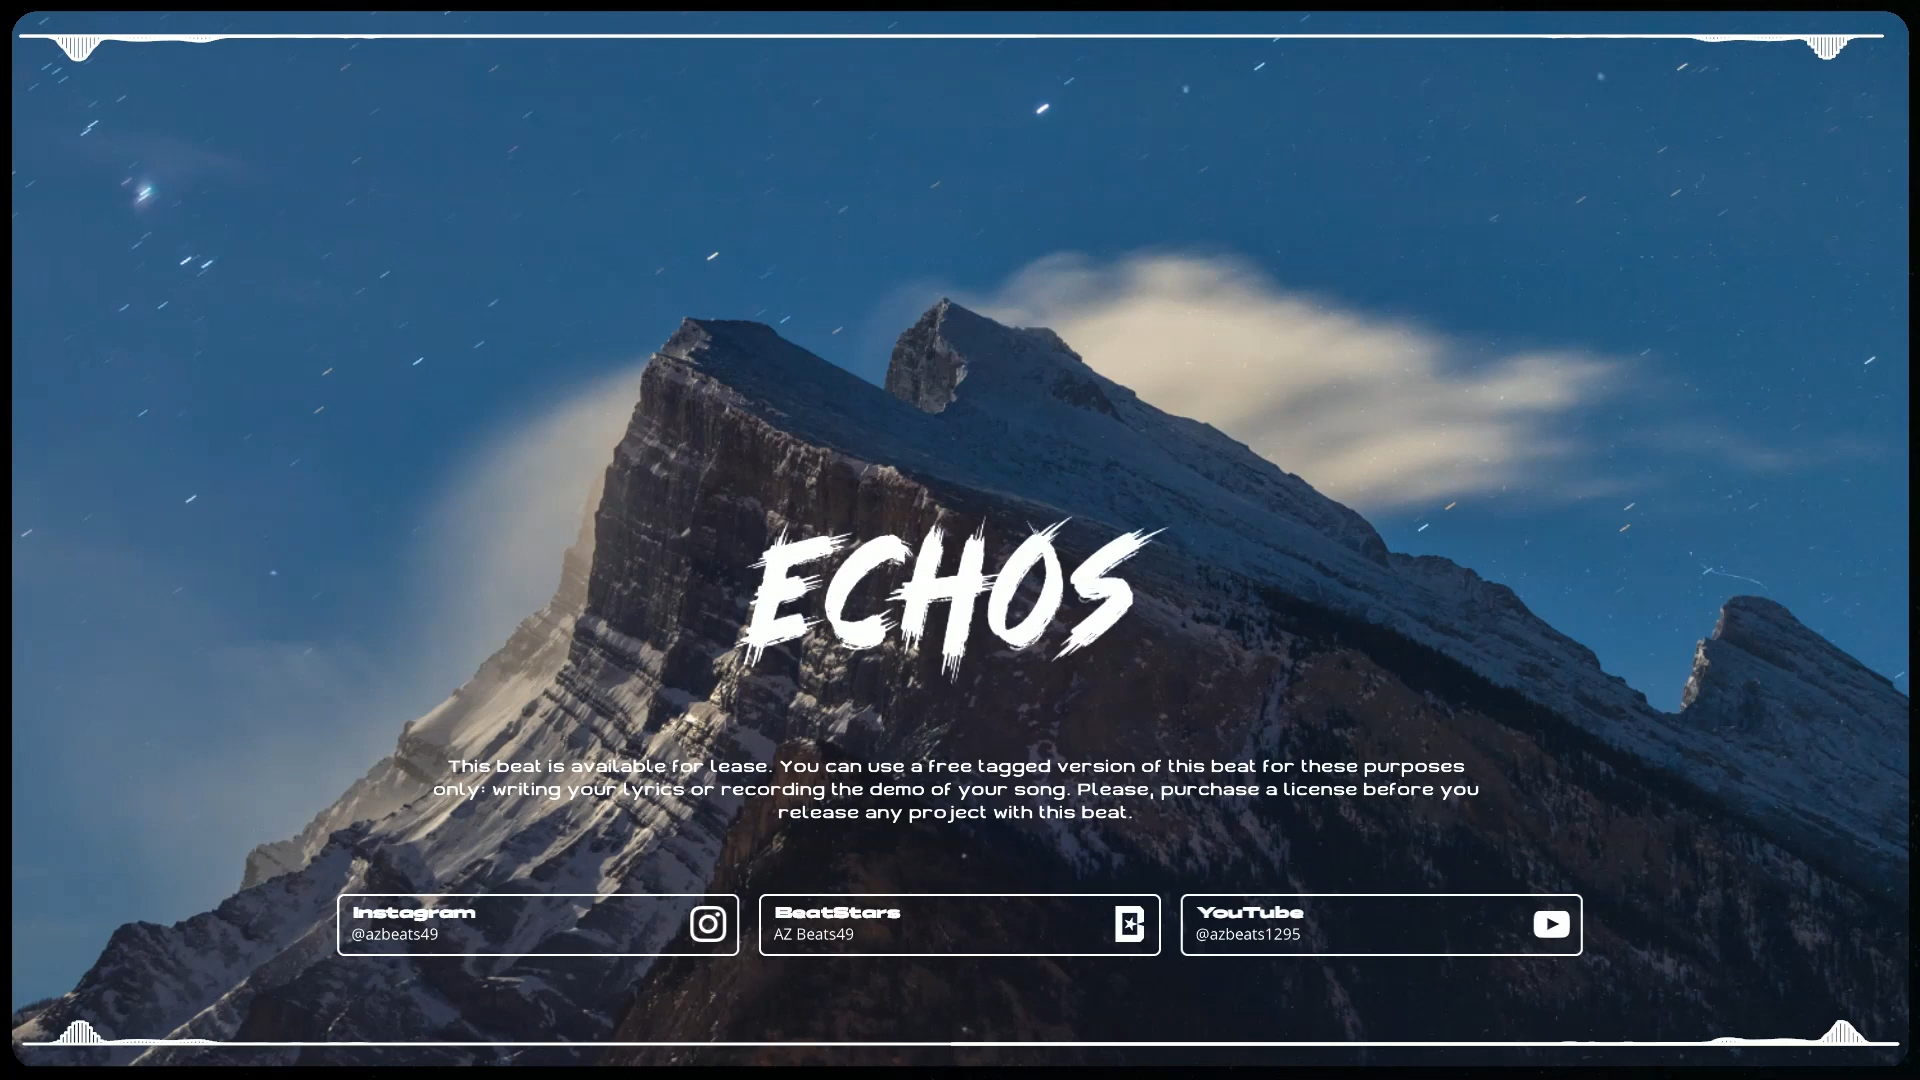 ECHOS
This beat is available for lease. You can use a free tagged version of this beat for these purposes
only: writing your lyrics or recording the demo of your song. Please, purchase a license before you
release any project with this beat.
Instagram
@azbeats49
BeatStars
AZ Beats49
YouTube
@azbeats1295